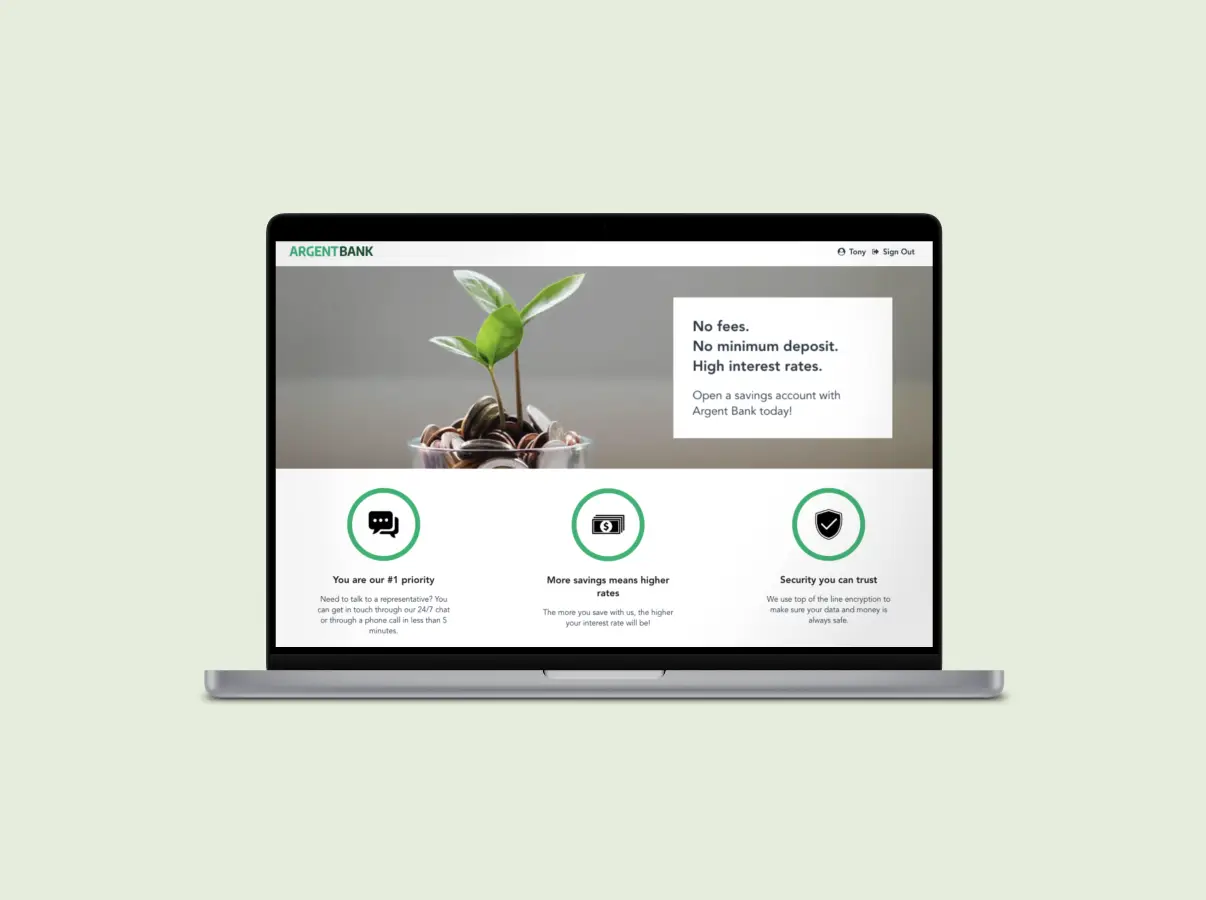 ARGENTBANK
Tony Sign Out
No fees.
No minimum deposit.
High interest rates.
Open a savings account with
Argent Bank today!
You are our #1 priority
Need to talk to a representative? You
can get in touch through our 24/7 chat
or through a phone call in less than 5
minutes.
More savings means higher
rates
The more you save with us, the higher
your interest rate will be!
Security you can trust
We use top of the line encryption to
make sure your data and money is
always safe.